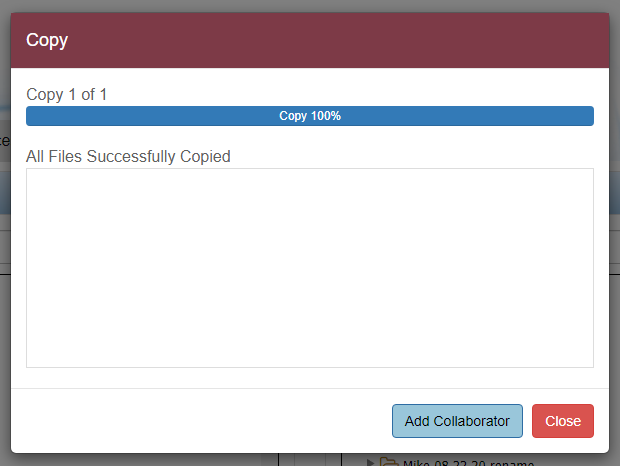 Copy
Copy 1 of 1
Copy 100%
All Files Successfully Copied
Add Collaborator
Close